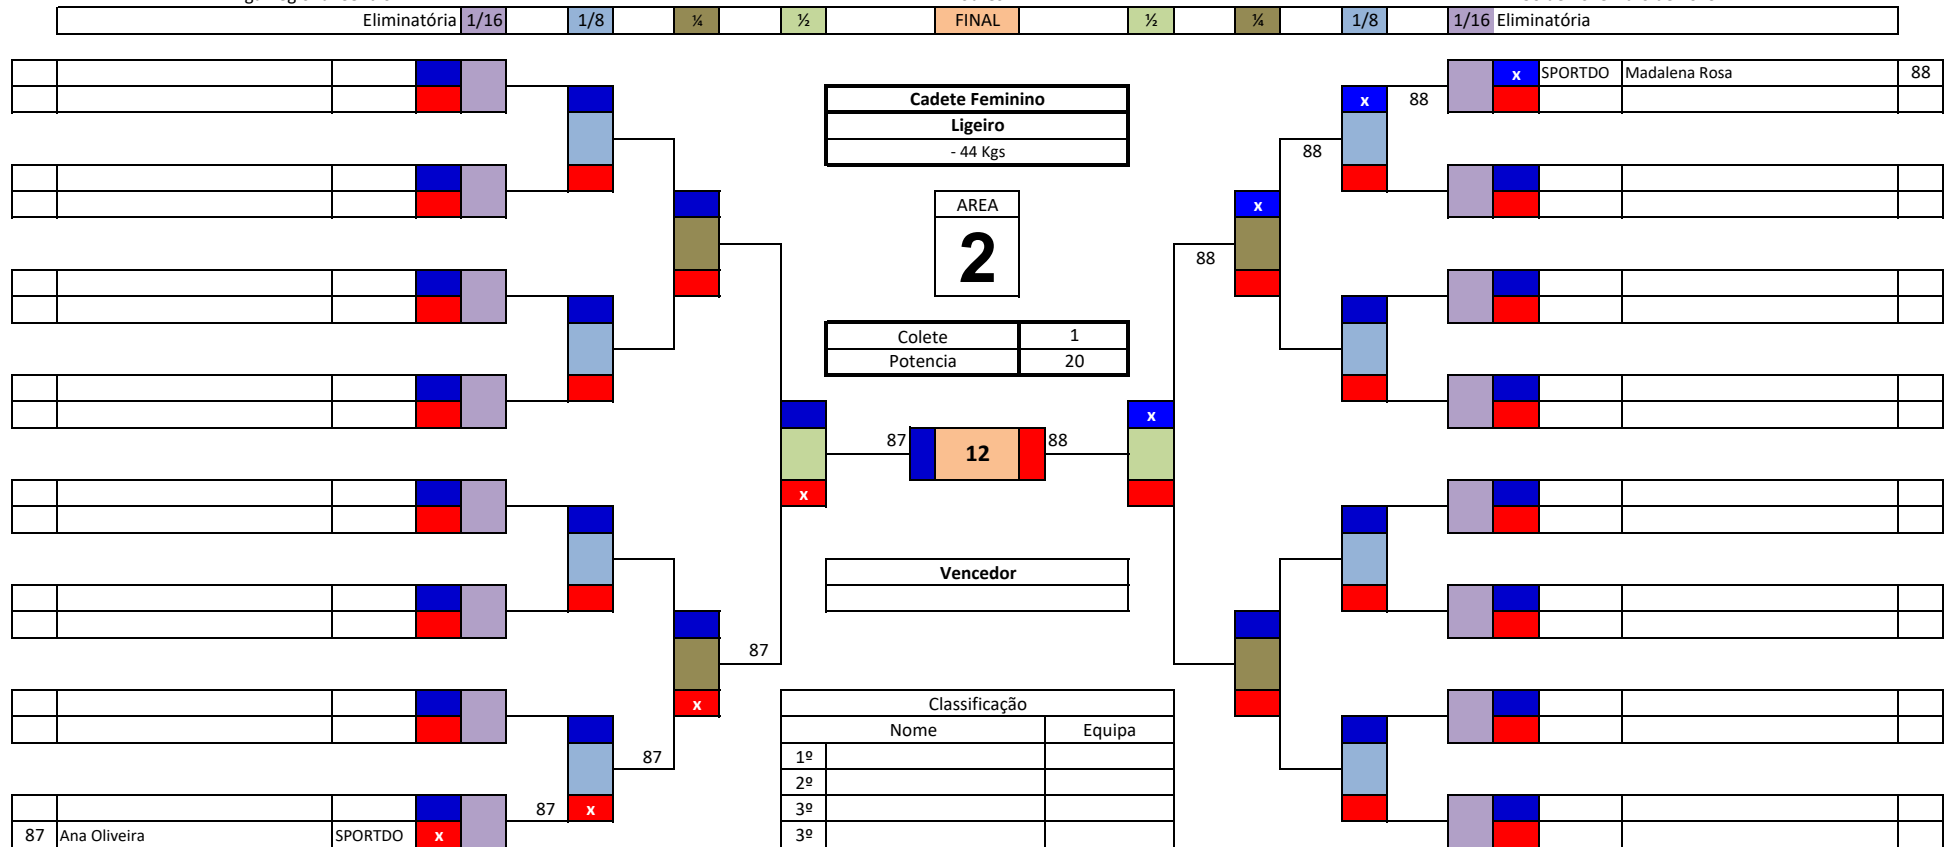 Eliminatória 1/16 1/8 ¼ ½ FINAL ½ ¼ 1/8 1/16 Eliminatória
x SPORTDO Madalena Rosa 88
Cadete Feminino
x 88
Ligeiro
- 44 Kgs
88
AREA
x
2
88
Colete 1
Potencia 20
x
87 12 88
x
Vencedor
87
x
Classificação
Nome Equipa
87 1º
2º
87 x 3º
87 Ana Oliveira SPORTDO x 3º